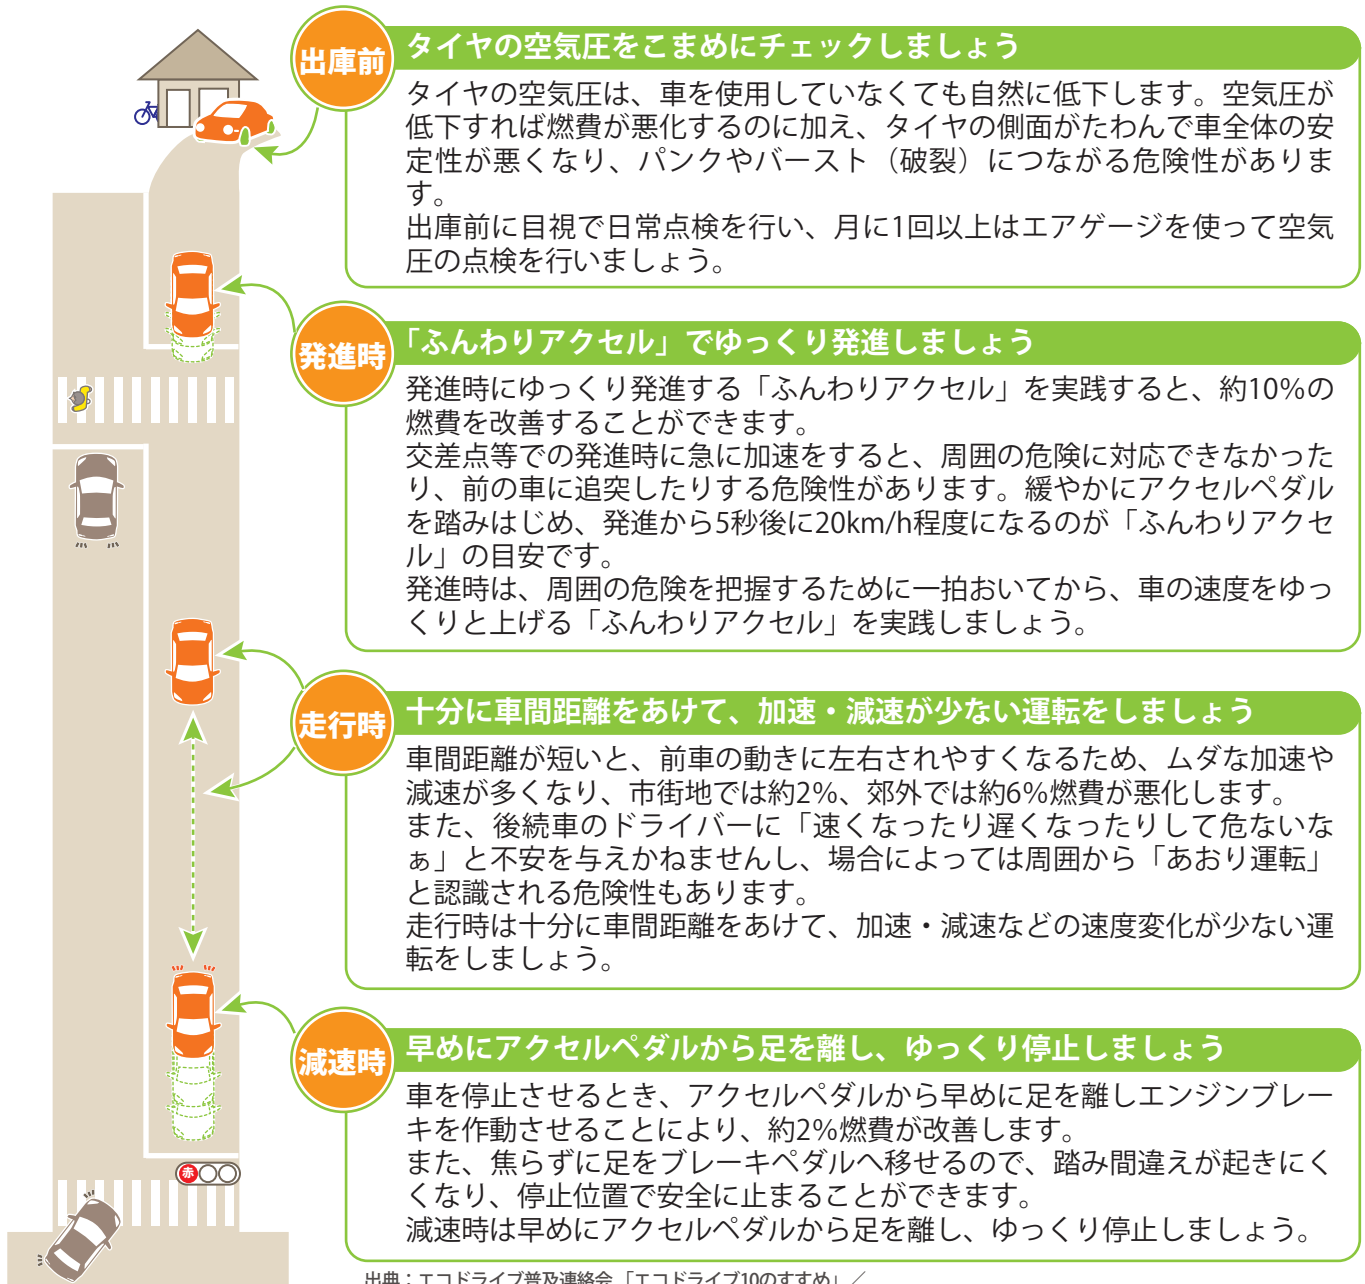 出庫前
タイヤの空気圧をこまめにチェックしましょう
タイヤの空気圧は、車を使用していなくても自然に低下します。空気圧が
低下すれば燃費が悪化するのに加え、タイヤの側面がたわんで車全体の安
定性が悪くなり、パンクやバースト（破裂）につながる危険性がありま
す。
出庫前に目視で日常点検を行い、月に1回以上はエアゲージを使って空気
圧の点検を行いましょう。
発進時
「ふんわりアクセル」でゆっくり発進しましょう
発進時にゆっくり発進する「ふんわりアクセル」を実践すると、約10%の
燃費を改善することができます。
交差点等での発進時に急に加速をすると、周囲の危険に対応できなかった
り、前の車に追突したりする危険性があります。緩やかにアクセルペダル
を踏みはじめ、発進から5秒後に20km/h程度になるのが「ふんわりアクセ
ル」の目安です。
発進時は、周囲の危険を把握するために一拍おいてから、車の速度をゆっ
くりと上げる「ふんわりアクセル」を実践しましょう。
走行時
十分に車間距離をあけて、加速・減速が少ない運転をしましょう
車間距離が短いと、前車の動きに左右されやすくなるため、ムダな加速や
減速が多くなり、市街地では約2%、郊外では約6%燃費が悪化します。
また、後続車のドライバーに「速くなったり遅くなったりして危ないな
ぁ」と不安を与えかねませんし、場合によっては周囲から「あおり運転」
と認識される危険性もあります。
走行時は十分に車間距離をあけて、加速・減速などの速度変化が少ない運
転をしましょう。
減速時
早めにアクセルペダルから足を離し、ゆっくり停止しましょう
車を停止させるとき、アクセルペダルから早めに足を離しエンジンブレー
キを作動させることにより、約2%燃費が改善します。
また、焦らずに足をブレーキペダルへ移せるので、踏み間違えが起きにく
くなり、停止位置で安全に止まることができます。
減速時は早めにアクセルペダルから足を離し、ゆっくり停止しましょう。
赤
出典：エコドライブ普及連絡会「エコドライブ10のすすめ」／